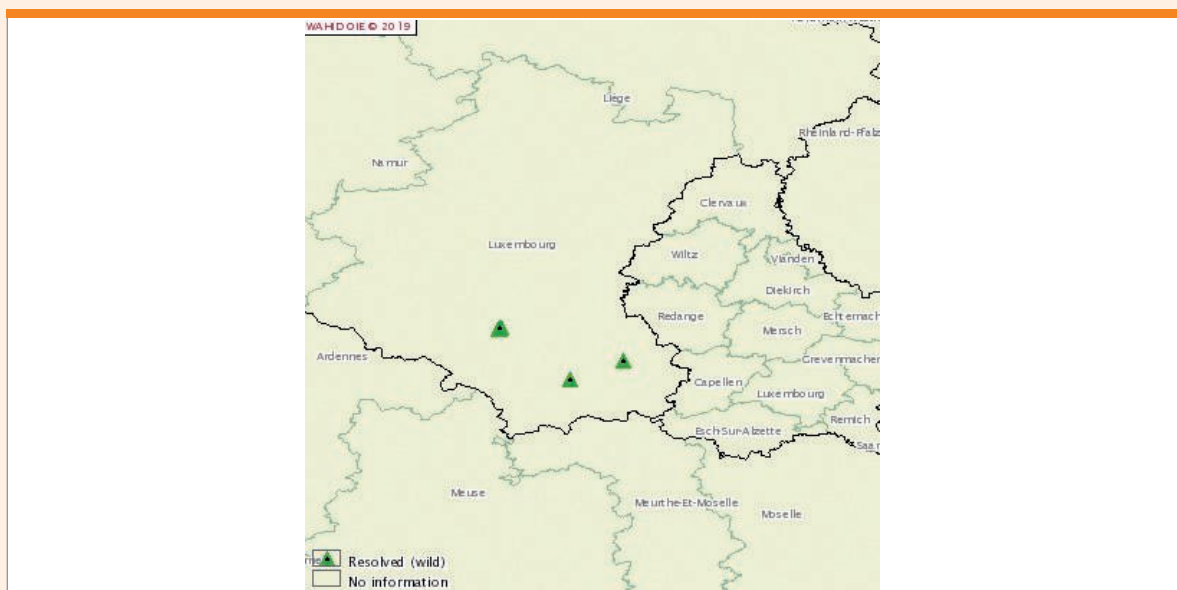 WAHID OIE © 2019
Liege
Rheinland-Pfalz
Namur
Clervaux
Luxembourg
Wiltz
Vianden
Diekirch
Redange
Echternach
Mersch
Ardennes
Grevenmacher
Capellen
Luxembourg
Remich
Esch-Sur-Alzette
Saar
Meuse
Meurthe-Et-Moselle
Moselle
Resolved (wild)
No information